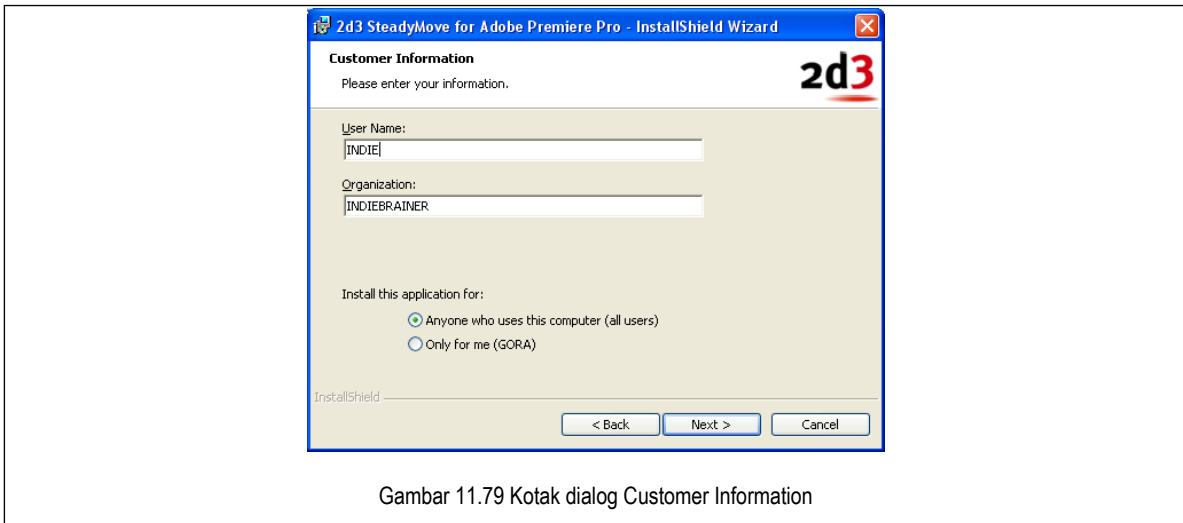 2d3 SteadyMove for Adobe Premiere Pro - InstallShield Wizard
Customer Information
Please enter your information.
2d3
User Name:
INDIE
Organization:
INDIEBRAINER
Install this application for:
Anyone who uses this computer (all users)
Only for me (GORA)
InstallShield
< Back Next > Cancel
Gambar 11.79 Kotak dialog Customer Information